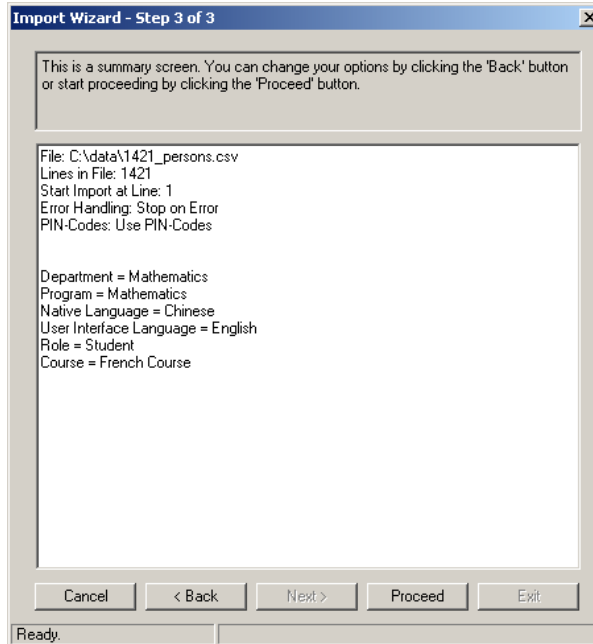 Import Wizard - Step 3 of 3
This is a summary screen. You can change your options by clicking the 'Back' button
or start proceeding by clicking the 'Proceed' button.
File: C:\data\1421_persons.csv
Lines in File: 1421
Start Import at Line: 1
Error Handling: Stop on Error
PIN-Codes: Use PIN-Codes
Department = Mathematics
Program = Mathematics
Native Language = Chinese
User Interface Language = English
Role = Student
Course = French Course
Cancel < Back Next > Proceed Exit
Ready.